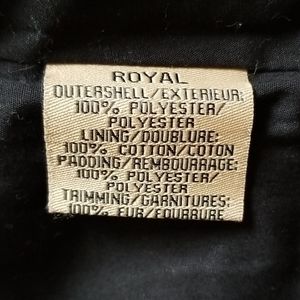 ROYAL
OUTERSHELL/EXTERIEUR:
100% POLYESTER/
POLYESTER
LINING/DOUBLURE:
100% COTTON/COTON
PADDING/REMBOURRAGE:
100% POLYESTER/
POLYESTER
TRIMMING/GARNITURES:
100% FUR/FOURRURE